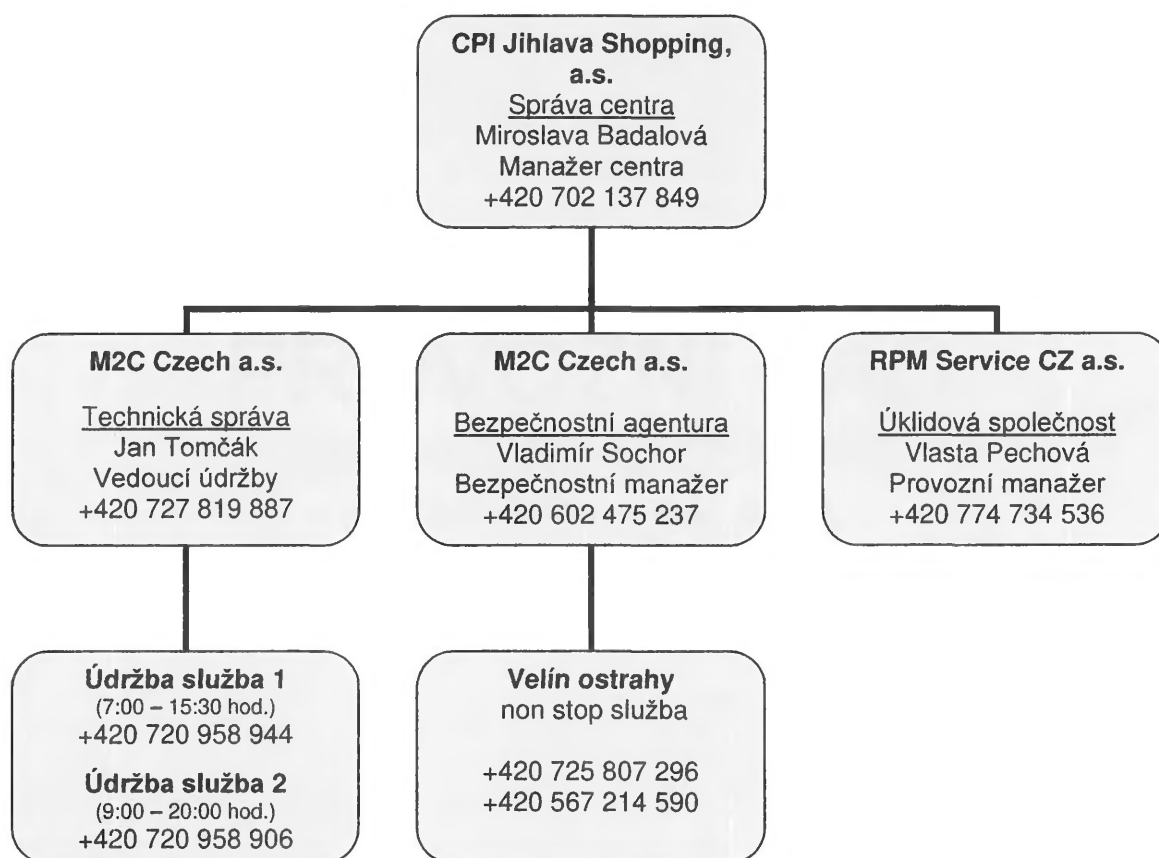 CPI Jihlava Shopping,
a.s.
Správa centra
Miroslava Badalová
Manažer centra
+420 702 137 849
M2C Czech a.s.
Technická správa
Jan Tomčák
Vedoucí údržby
+420 727 819 887
M2C Czech a.s.
Bezpečnostní agentura
Vladimír Sochor
Bezpečnostní manažer
+420 602 475 237
RPM Service CZ a.s.
Úklidová společnost
Vlasta Pechová
Provozní manažer
+420 774 734 536
Údržba služba 1
(7:00 – 15:30 hod.)
+420 720 958 944
Údržba služba 2
(9:00 – 20:00 hod.)
+420 720 958 906
Velín ostrahy
non stop služba
+420 725 807 296
+420 567 214 590